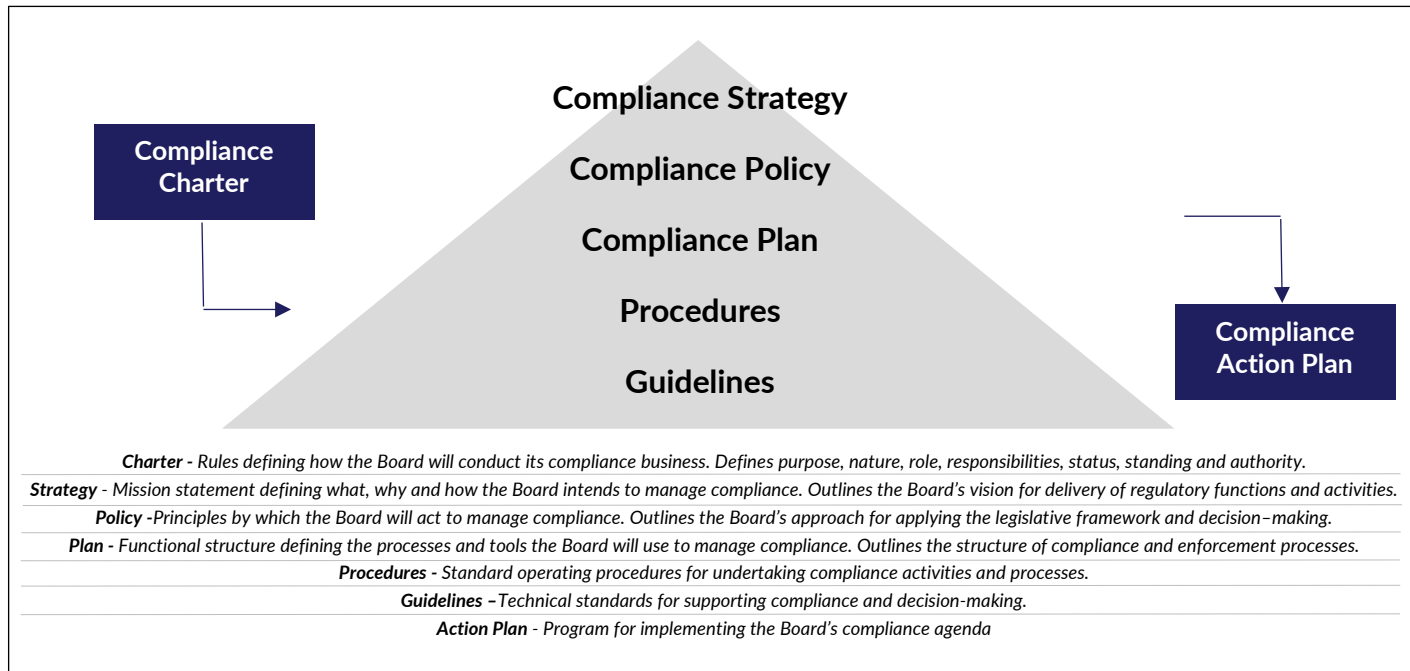 Compliance Strategy
Compliance
Charter
Compliance Policy
Compliance Plan
Procedures
Compliance
Action Plan
Guidelines
Charter - Rules defining how the Board will conduct its compliance business. Defines purpose, nature, role, responsibilities, status, standing and authority.
Strategy - Mission statement defining what, why and how the Board intends to manage compliance. Outlines the Board’s vision for delivery of regulatory functions and activities.
Policy -Principles by which the Board will act to manage compliance. Outlines the Board’s approach for applying the legislative framework and decision–making.
Plan - Functional structure defining the processes and tools the Board will use to manage compliance. Outlines the structure of compliance and enforcement processes.
Procedures - Standard operating procedures for undertaking compliance activities and processes.
Guidelines –Technical standards for supporting compliance and decision-making.
Action Plan - Program for implementing the Board’s compliance agenda